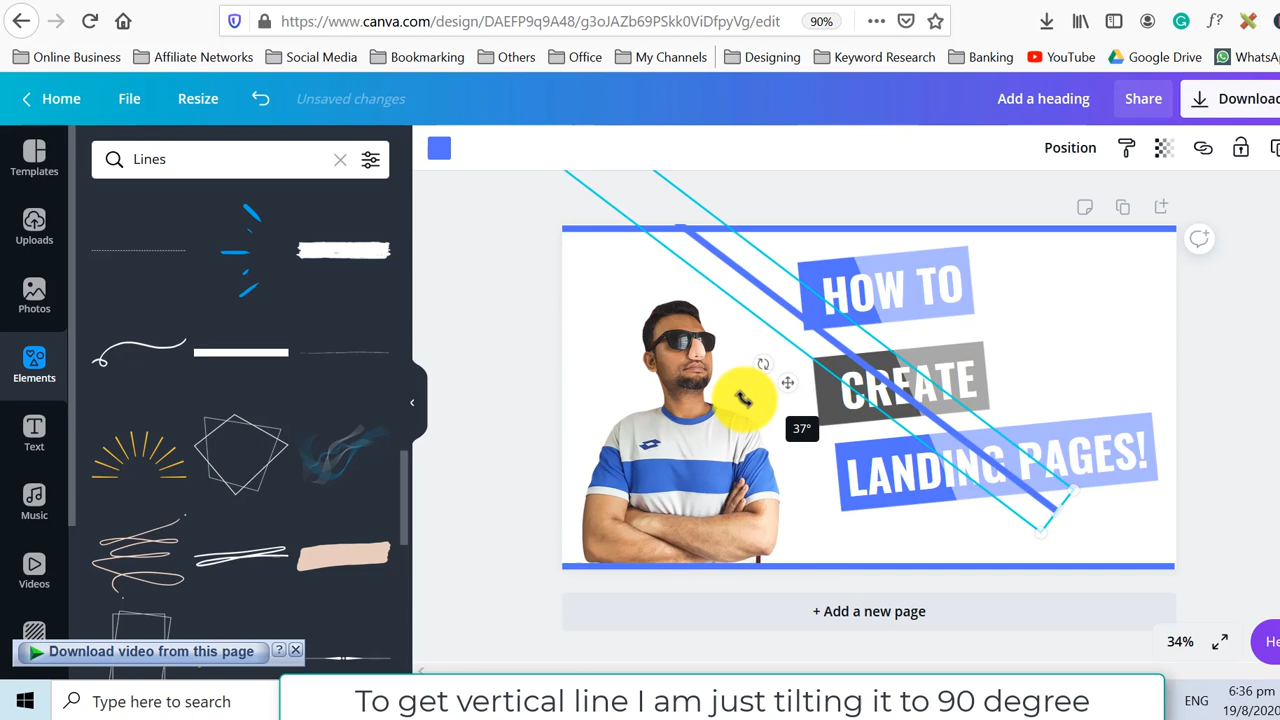 https://www.canva.com/design/DAEFP9q9A48/g3oJAZb69PSkk0ViDfpyVg/edit
90%
Online Business
Affiliate Networks
Social Media
Bookmarking
Others
Office
My Channels
Designing
Keyword Research
Banking
YouTube
Google Drive
WhatsA
Home
File
Resize
Unsaved changes
Add a heading
Share
Downloa
Templates
Uploads
Photos
Elements
Text
Music
Videos
Lines
Position
HOW TO
CREATE
LANDING PAGES!
37°
+ Add a new page
34%
He
Download video from this page
?
To get vertical line I am just tilting it to 90 degree
Type here to search
ENG
6:36 pm
19/8/2020